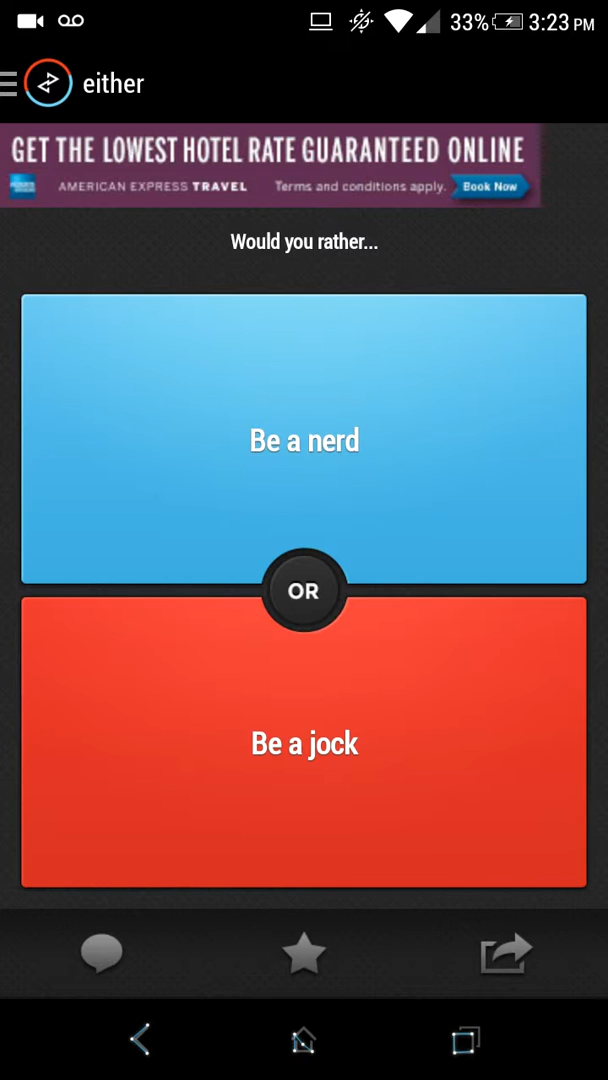 33% 3:23 PM
either
GET THE LOWEST HOTEL RATE GUARANTEED ONLINE
AMERICAN EXPRESS TRAVEL Terms and conditions apply. Book Now
Would you rather...
Be a nerd
OR
Be a jock